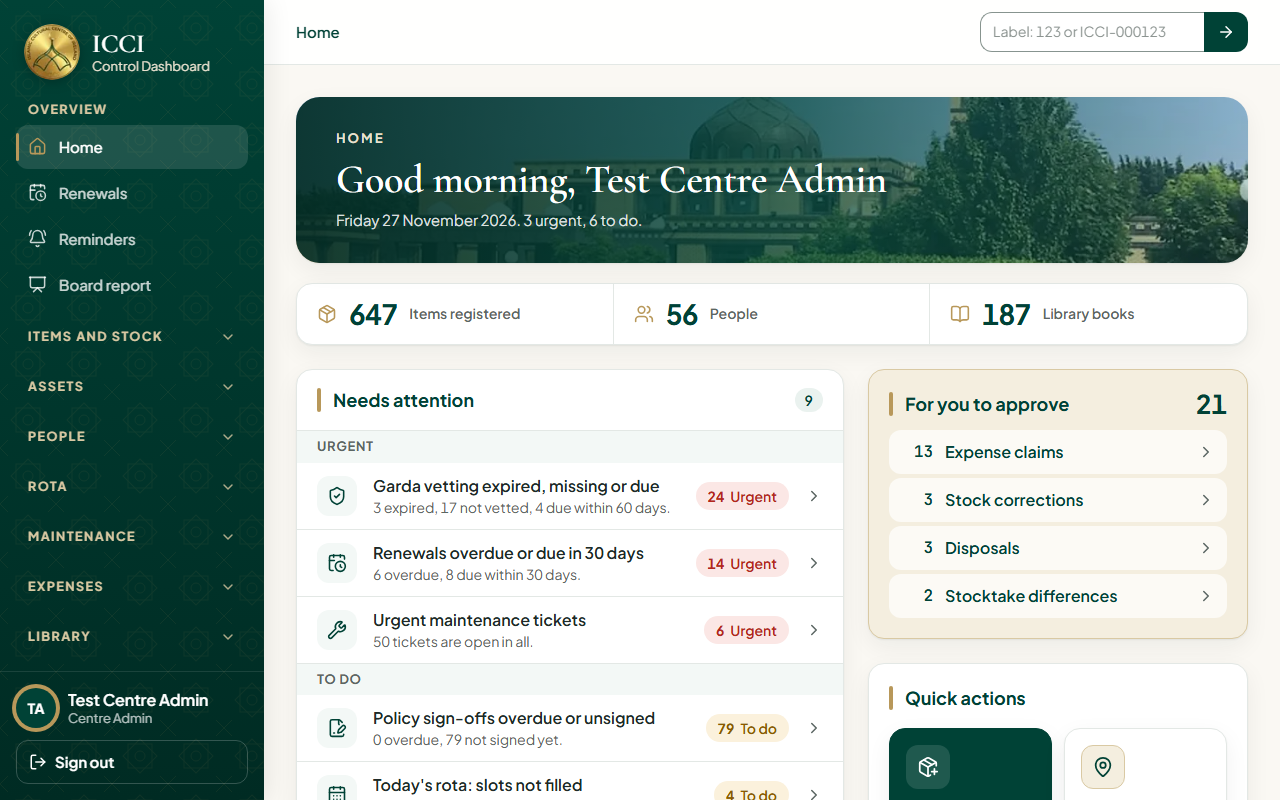 ICCI
Control Dashboard
OVERVIEW
Home
Renewals
Reminders
Board report
ITEMS AND STOCK
ASSETS
PEOPLE
ROTA
MAINTENANCE
EXPENSES
LIBRARY
TA
Test Centre Admin
Centre Admin
Sign out
Home
Label: 123 or ICCI-000123
HOME
Good morning, Test Centre Admin
Friday 27 November 2026. 3 urgent, 6 to do.
647 Items registered
56 People
187 Library books
Needs attention
9
URGENT
Garda vetting expired, missing or due
3 expired, 17 not vetted, 4 due within 60 days.
24 Urgent
Renewals overdue or due in 30 days
6 overdue, 8 due within 30 days.
14 Urgent
Urgent maintenance tickets
50 tickets are open in all.
6 Urgent
TO DO
Policy sign-offs overdue or unsigned
0 overdue, 79 not signed yet.
79 To do
Today's rota: slots not filled
4 To do
For you to approve
21
13 Expense claims
3 Stock corrections
3 Disposals
2 Stocktake differences
Quick actions